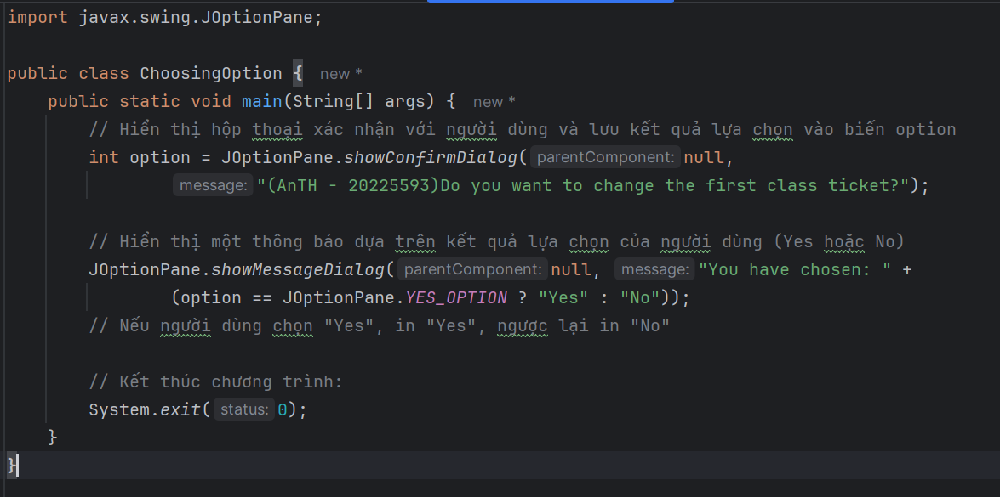 import javax.swing.JOptionPane;
public class ChoosingOption { new *
public static void main(String[] args) { new *
// Hiển thị hộp thoại xác nhận với người dùng và lưu kết quả lựa chọn vào biến option
int option = JOptionPane.showConfirmDialog( parentComponent: null,
message: "(AnTH - 20225593)Do you want to change the first class ticket?");
// Hiển thị một thông báo dựa trên kết quả lựa chọn của người dùng (Yes hoặc No)
JOptionPane.showMessageDialog( parentComponent: null, message: "You have chosen: " +
(option == JOptionPane.YES_OPTION ? "Yes" : "No"));
// Nếu người dùng chọn "Yes", in "Yes", ngược lại in "No"
// Kết thúc chương trình:
System.exit( status: 0);
}
}